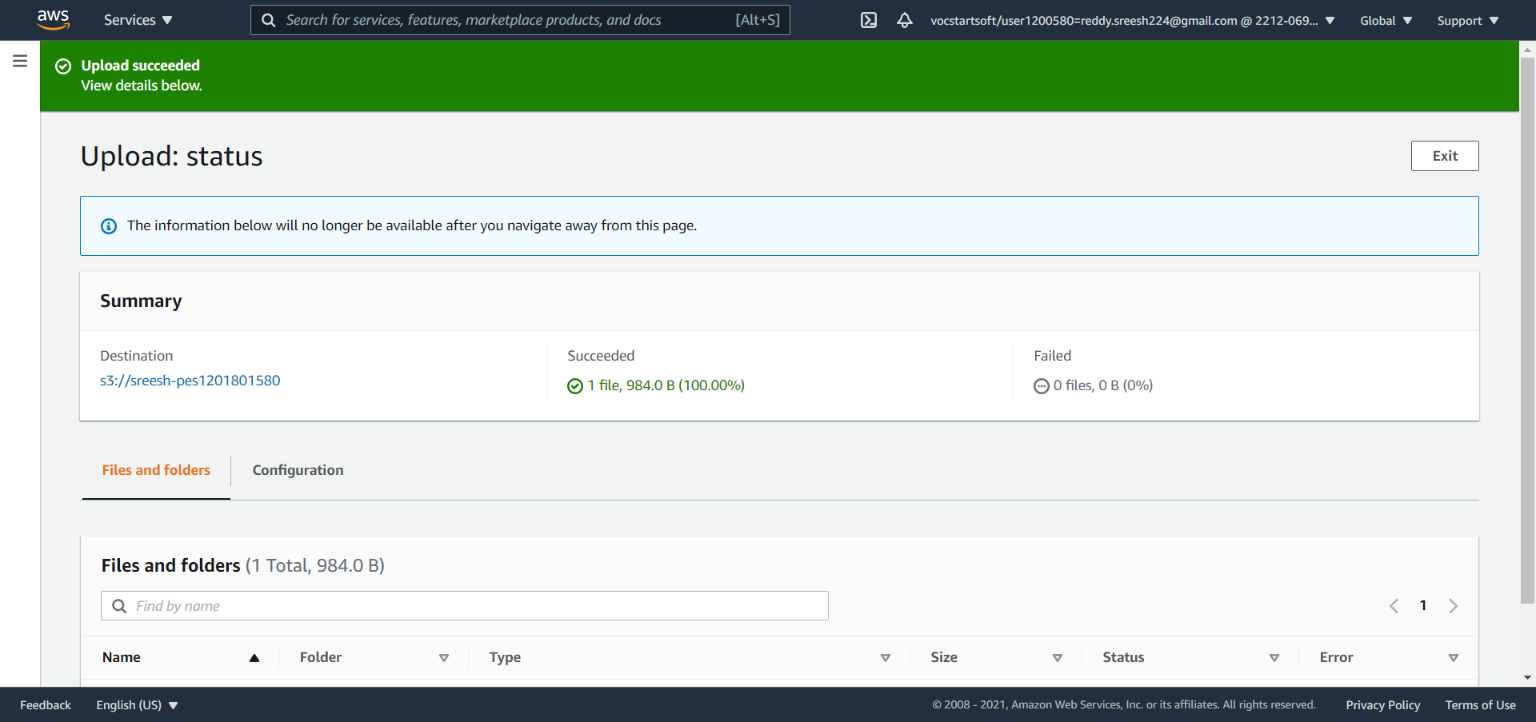 aws Services Search for services, features, marketplace products, and docs [Alt+S] vocstartsoft/user1200580=reddy.sreesh224@gmail.com @ 2212-069... Global Support
Upload succeeded
View details below.
Upload: status Exit
The information below will no longer be available after you navigate away from this page.
Summary
Destination Succeeded Failed
s3://sreesh-pes1201801580 1 file, 984.0 B (100.00%) 0 files, 0 B (0%)
Files and folders Configuration
Files and folders (1 Total, 984.0 B)
Find by name 1
Name Folder Type Size Status Error
Feedback English (US) © 2008 - 2021, Amazon Web Services, Inc. or its affiliates. All rights reserved. Privacy Policy Terms of Use